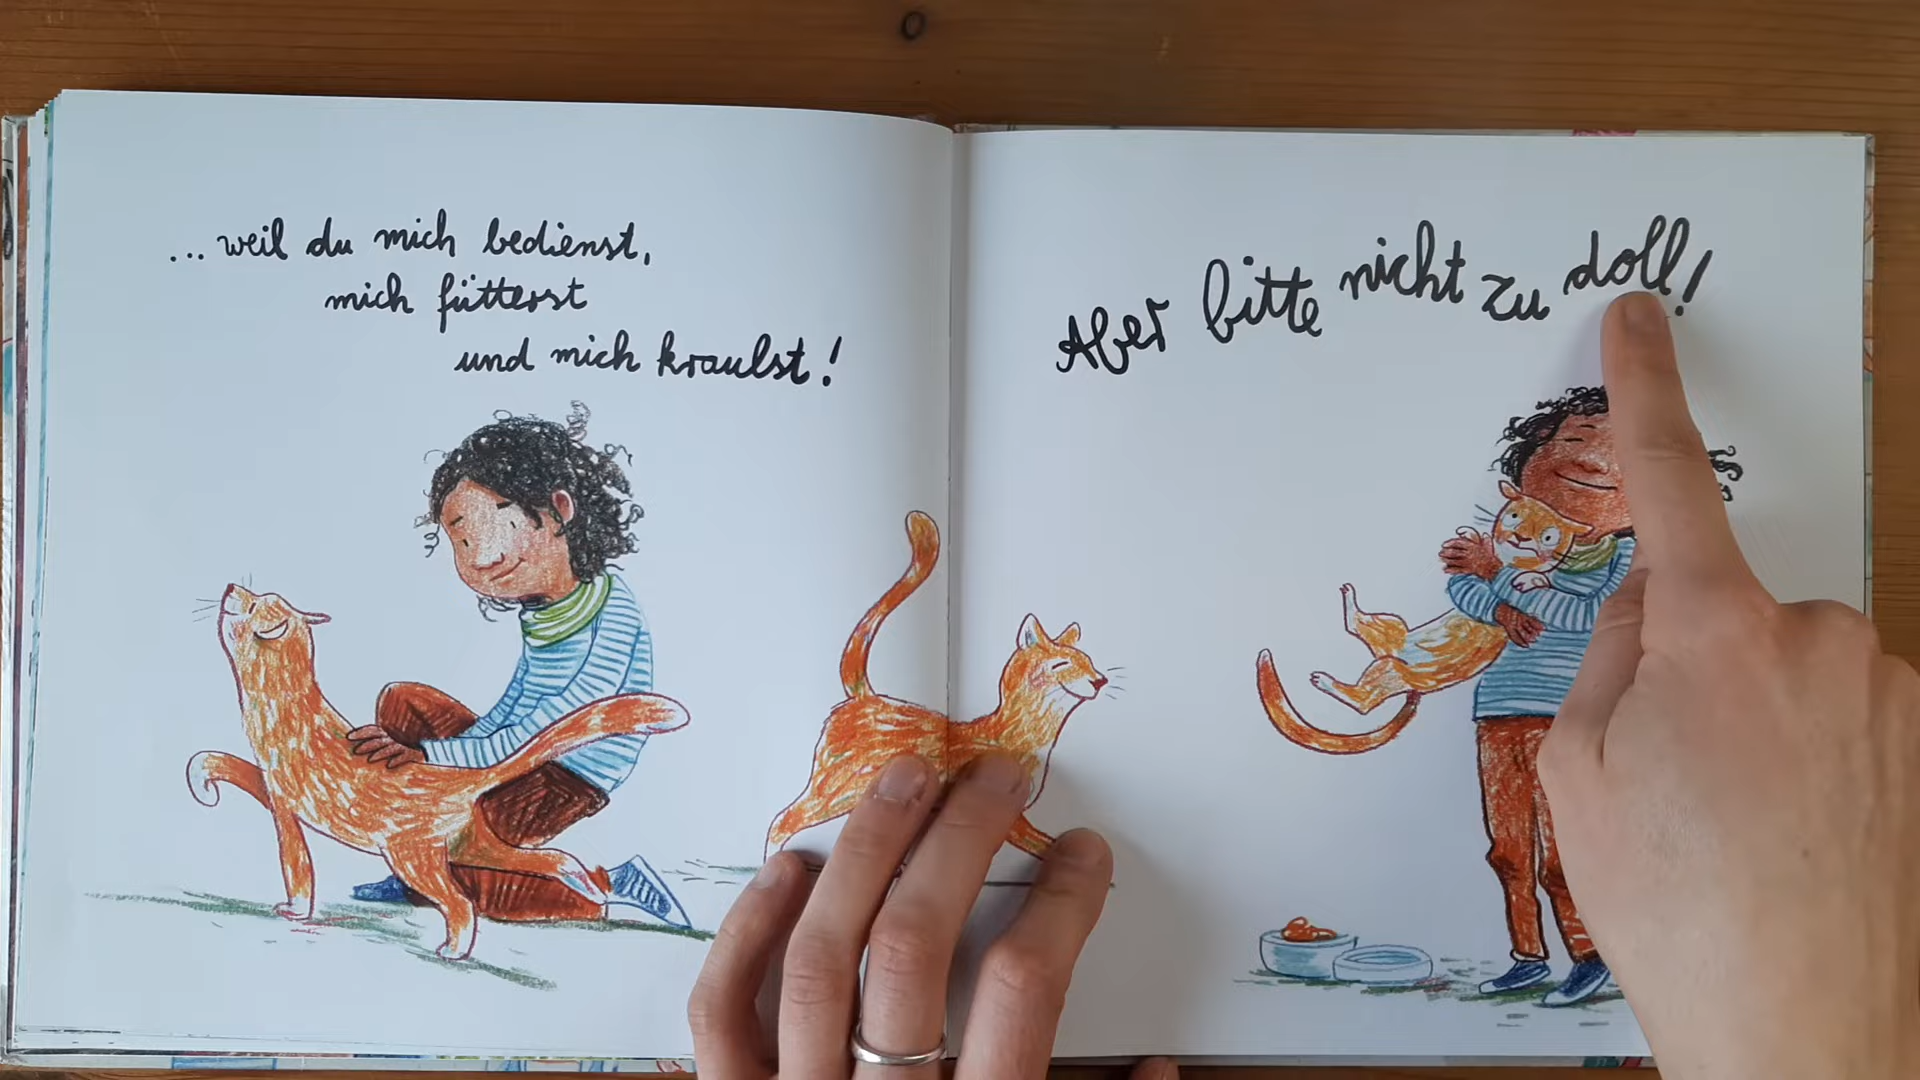 ... weil du mich bedienst,
mich fütterst
und mich kraulst!
Aber bitte nicht zu doll!